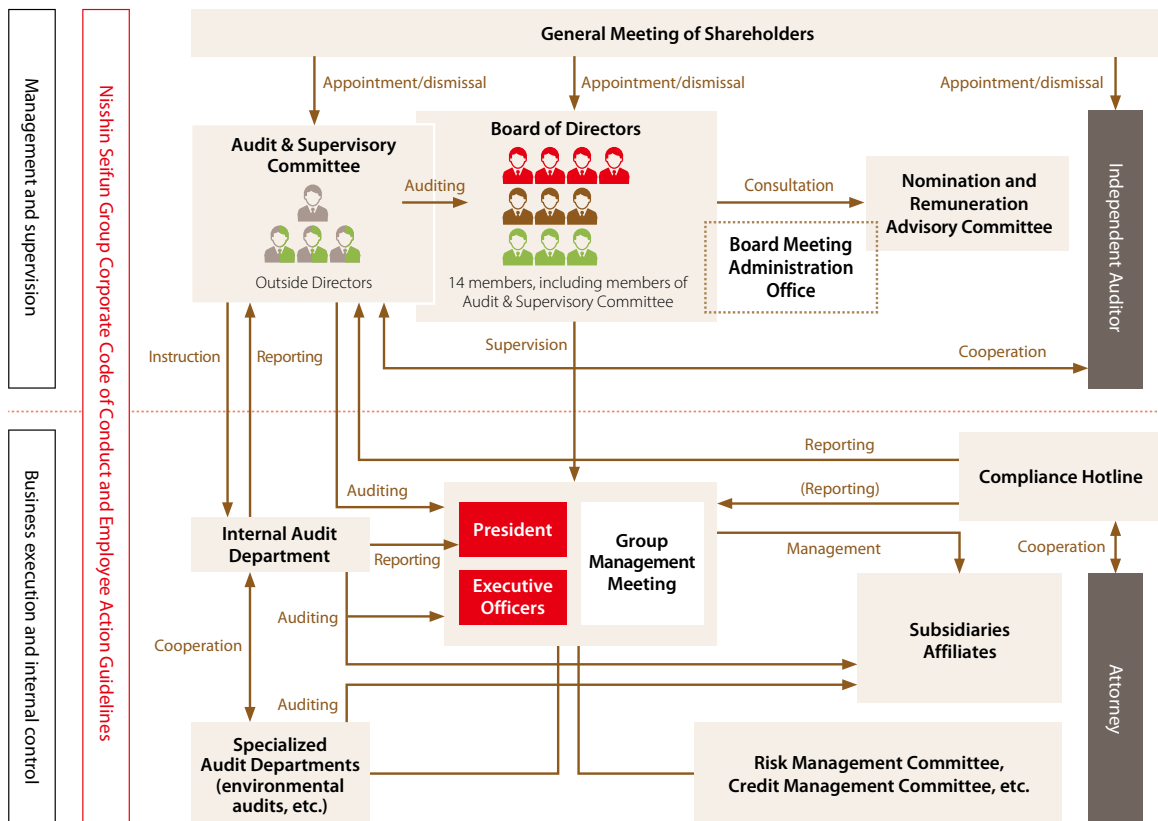 General Meeting of Shareholders
Appointment/dismissal
Appointment/dismissal
Appointment/dismissal
Management and supervision
Nisshin Seifun Group Corporate Code of Conduct and Employee Action Guidelines
Audit & Supervisory
Committee
Outside Directors
Auditing
Board of Directors
14 members, including members of
Audit & Supervisory Committee
Consultation
Nomination and
Remuneration
Advisory Committee
Board Meeting
Administration
Office
Independent Auditor
Instruction
Reporting
Supervision
Cooperation
Business execution and internal control
Reporting
Compliance Hotline
(Reporting)
Auditing
Internal Audit
Department
Reporting
President
Executive
Officers
Group
Management
Meeting
Management
Cooperation
Auditing
Cooperation
Subsidiaries
Affiliates
Attorney
Auditing
Specialized
Audit Departments
(environmental
audits, etc.)
Risk Management Committee,
Credit Management Committee, etc.